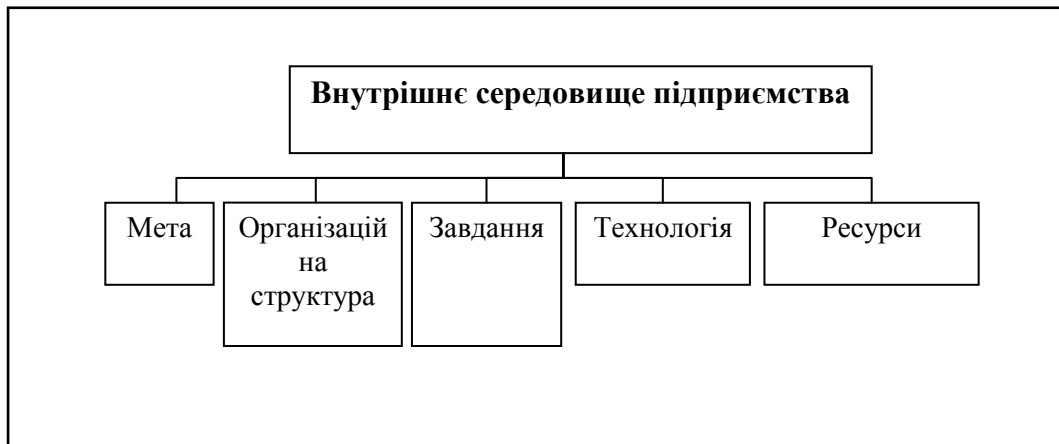 Внутрішнє середовище підприємства
Мета
Організацій
на
структура
Завдання
Технологія
Ресурси